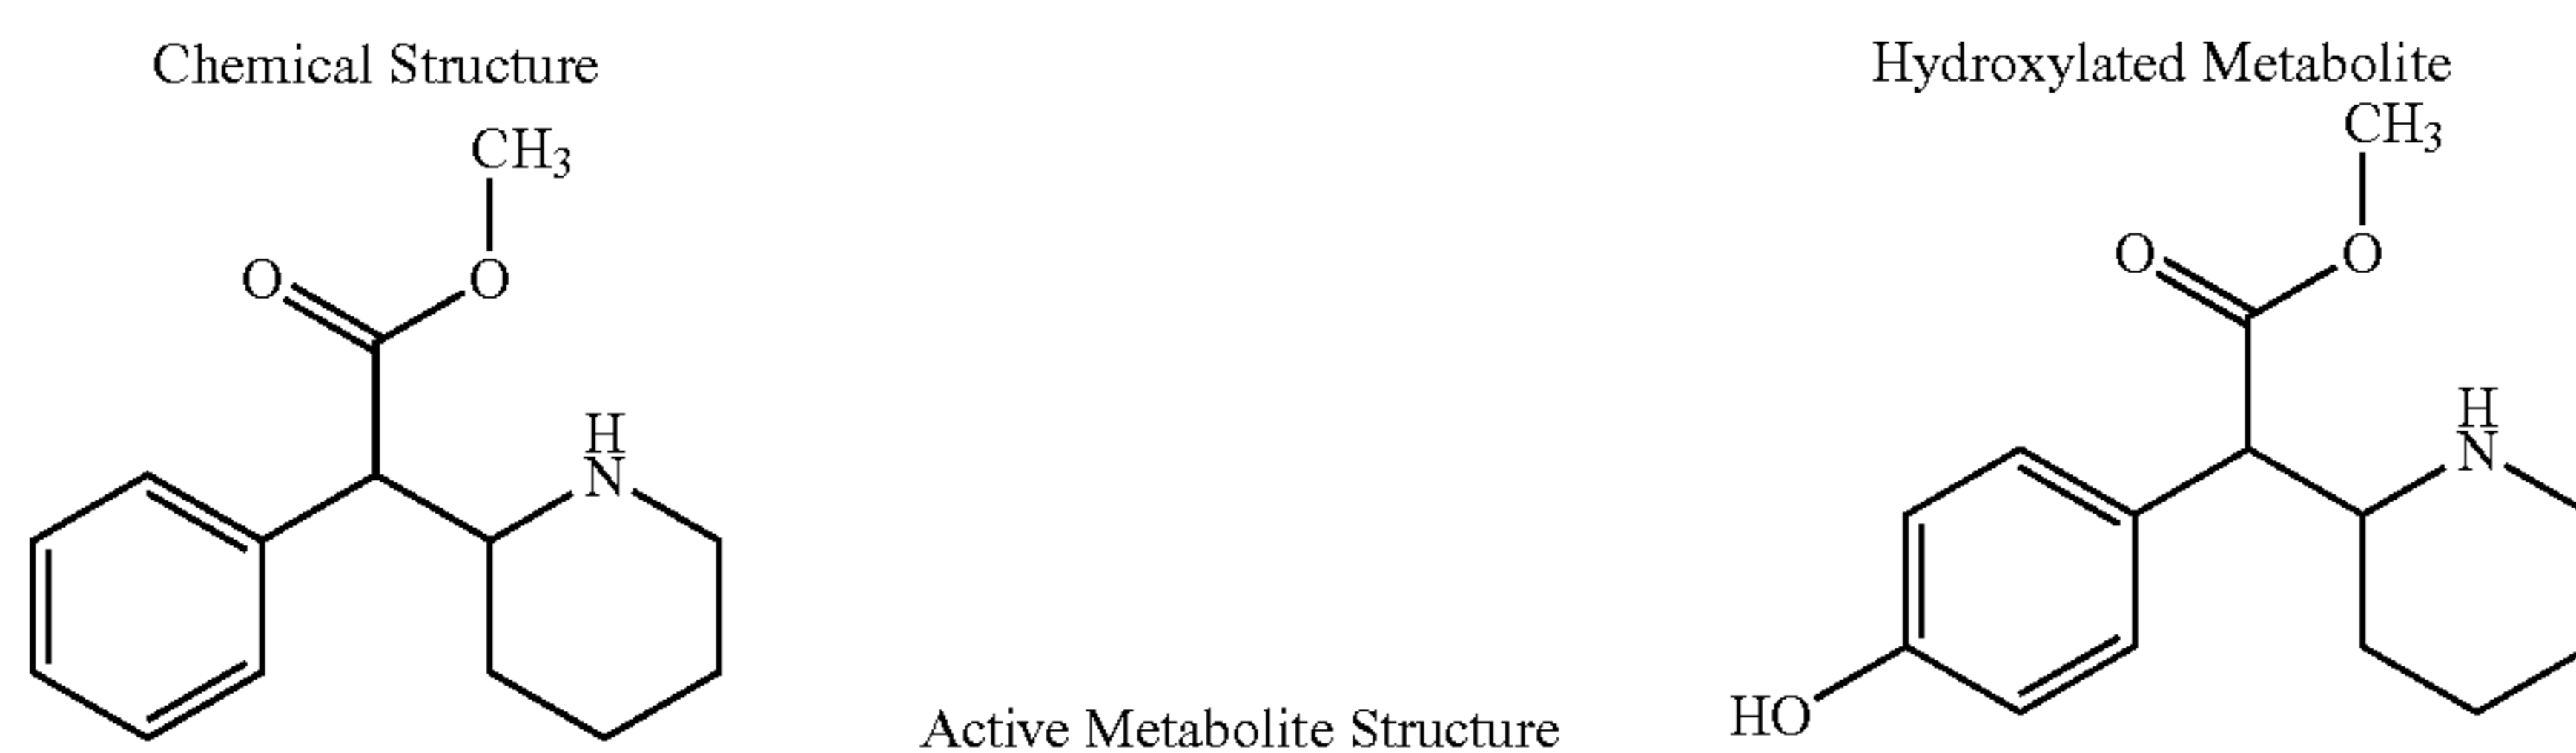 Chemical Structure
Hydroxylated Metabolite
CH3
CH3
O
O
O
O
H
N
H
N
HO
Active Metabolite Structure